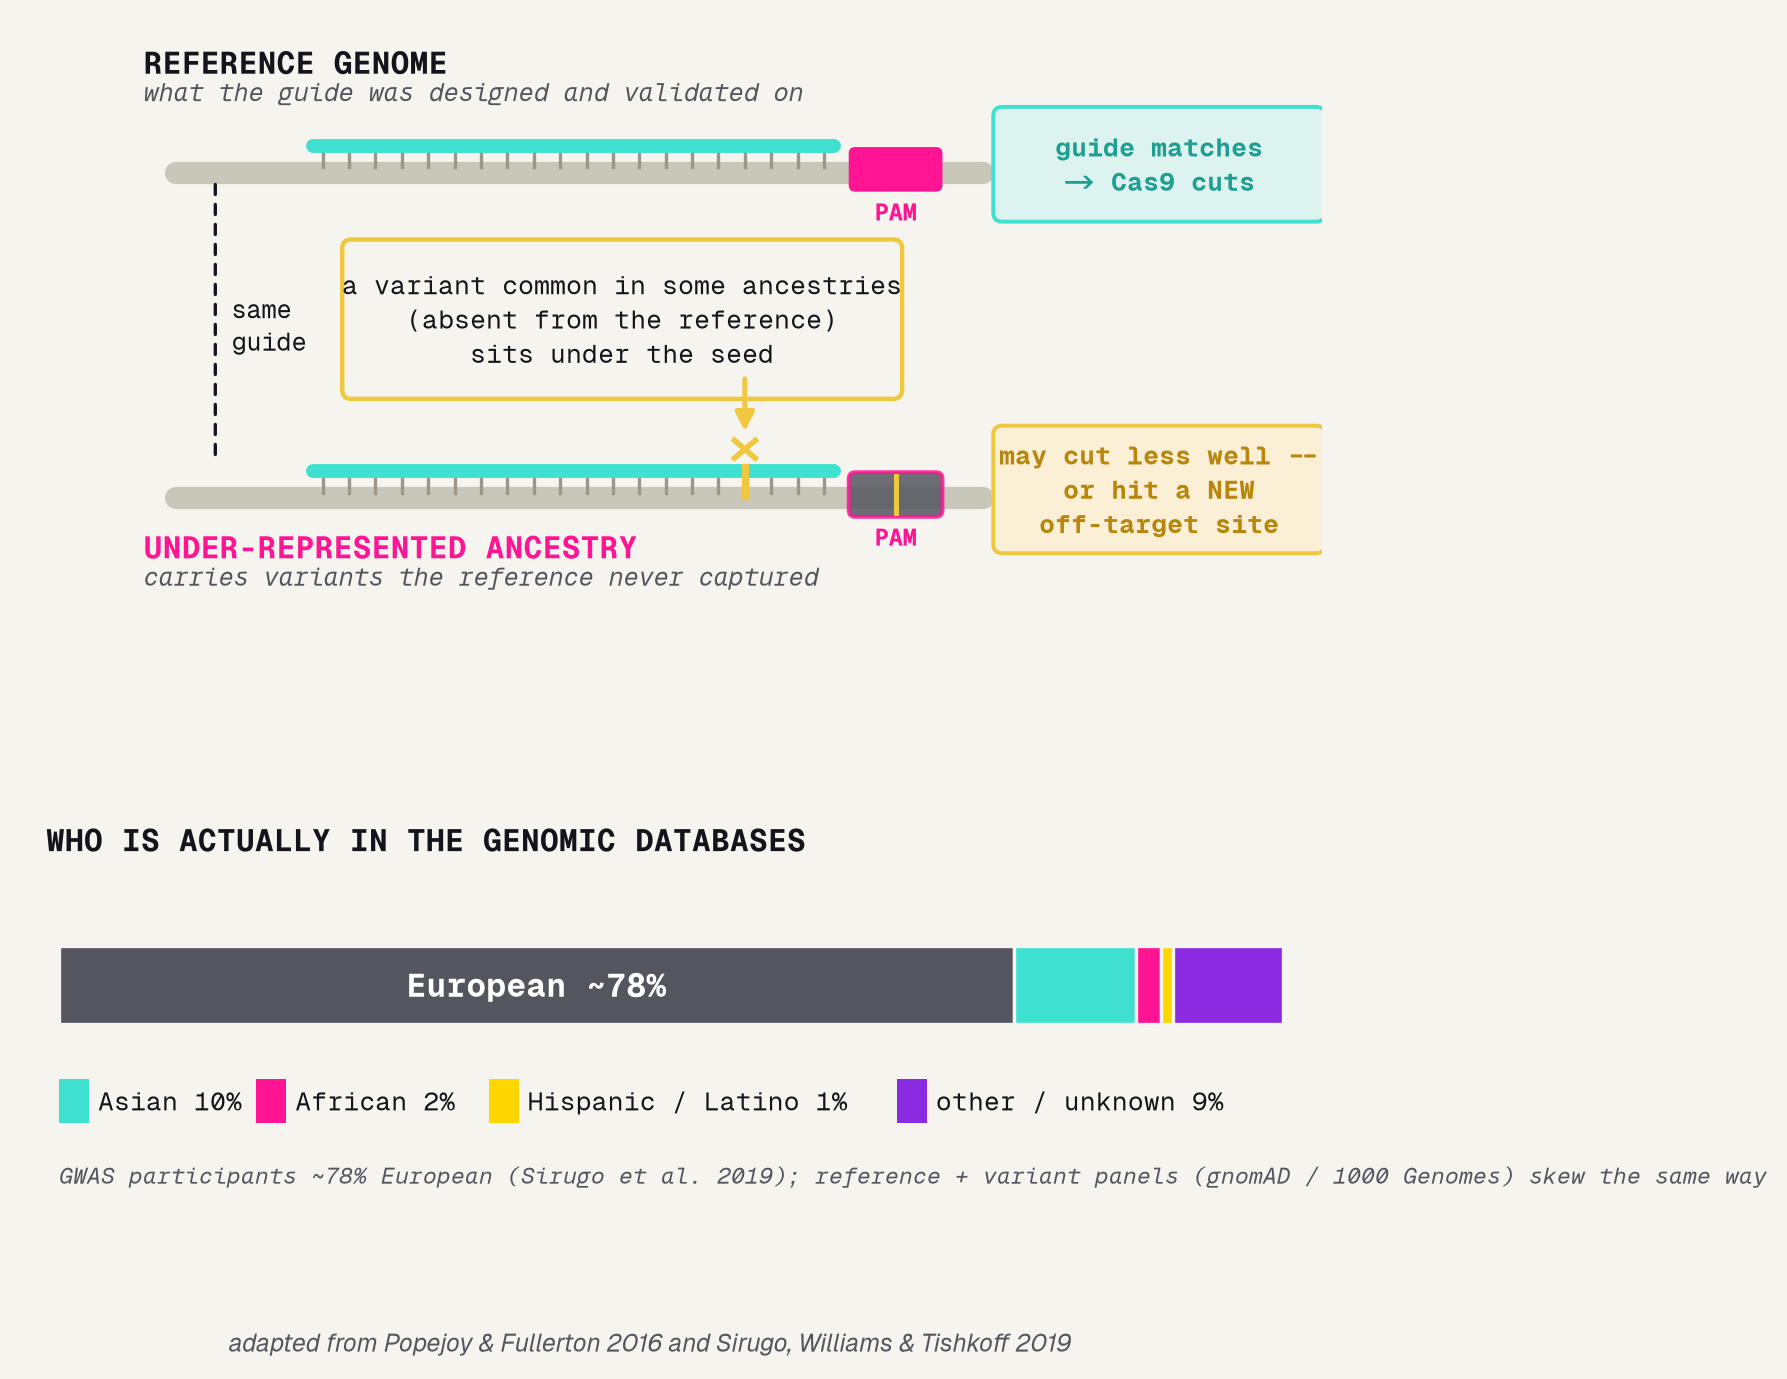 REFERENCE GENOME
what the guide was designed and validated on
guide matches
→ Cas9 cuts
PAM
a variant common in some ancestries
(absent from the reference)
sits under the seed
same
guide
may cut less well --
or hit a NEW
off-target site
PAM
UNDER-REPRESENTED ANCESTRY
carries variants the reference never captured
WHO IS ACTUALLY IN THE GENOMIC DATABASES
European ~78%
Asian 10% African 2% Hispanic / Latino 1% other / unknown 9%
GWAS participants ~78% European (Sirugo et al. 2019); reference + variant panels (gnomAD / 1000 Genomes) skew the same way
adapted from Popejoy & Fullerton 2016 and Sirugo, Williams & Tishkoff 2019